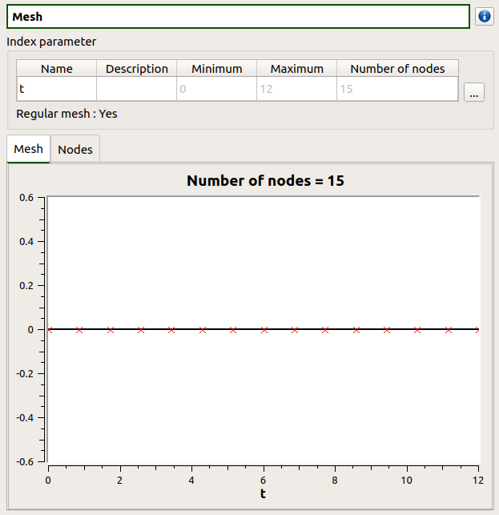 Mesh
Index parameter
Name Description Minimum Maximum Number of nodes
t 0 12 15
...
Regular mesh : Yes
Mesh Nodes
Number of nodes = 15
0.6
0.4
0.2
0
-0.2
-0.4
-0.6
0 2 4 6 8 10 12
t